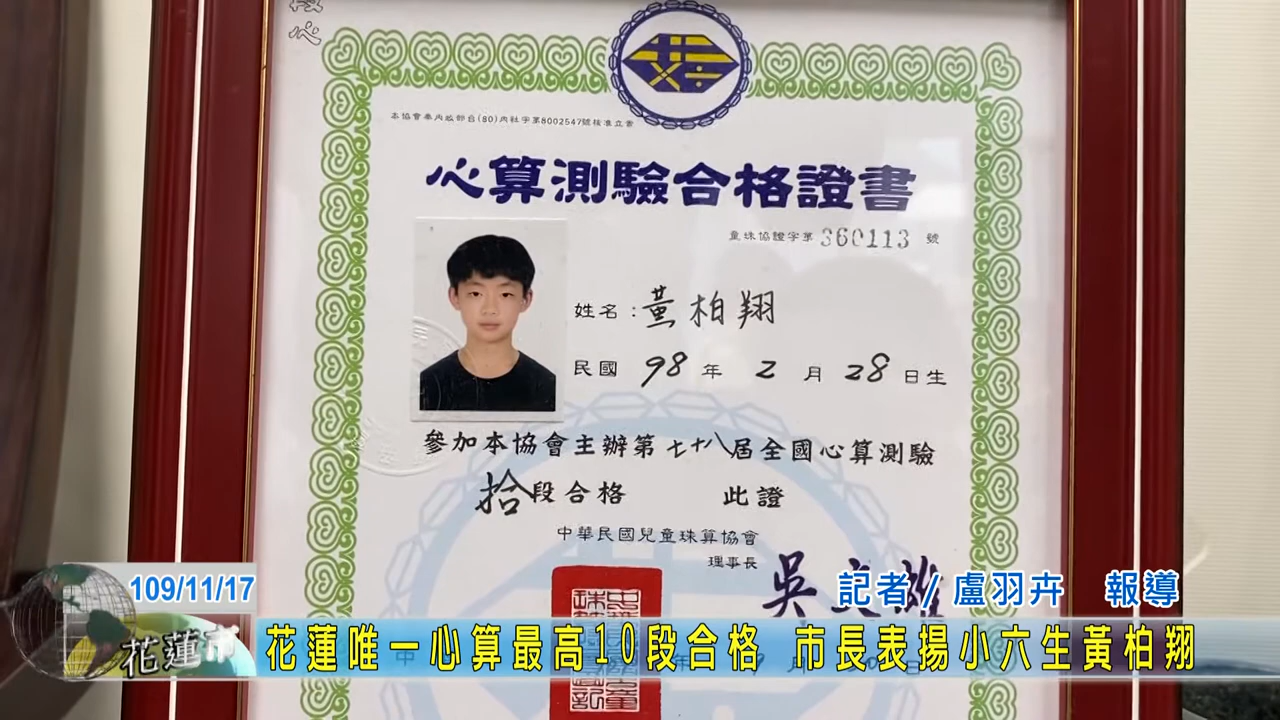 本協會奉內政部台(80)內社字第8002547號核准立案
心算測驗合格證書
童珠協證字第360113號
姓名：黃柏翔
民國 98 年 2 月 28 日生
參加本協會主辦第七十八屆全國心算測驗
拾段合格 此證
中華民國兒童珠算協會
理事長
109/11/17
記者/盧羽卉 報導
花蓮市
花蓮唯一心算最高10段合格 市長表揚小六生黃柏翔